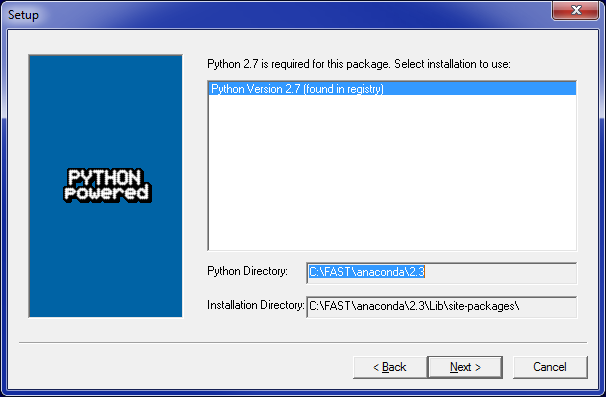 Setup
Python 2.7 is required for this package. Select installation to use:
Python Version 2.7 (found in registry)
PYTHON
powered
Python Directory: C:\FAST\anaconda\2.3
Installation Directory: C:\FAST\anaconda\2.3\Lib\site-packages\
< Back Next > Cancel